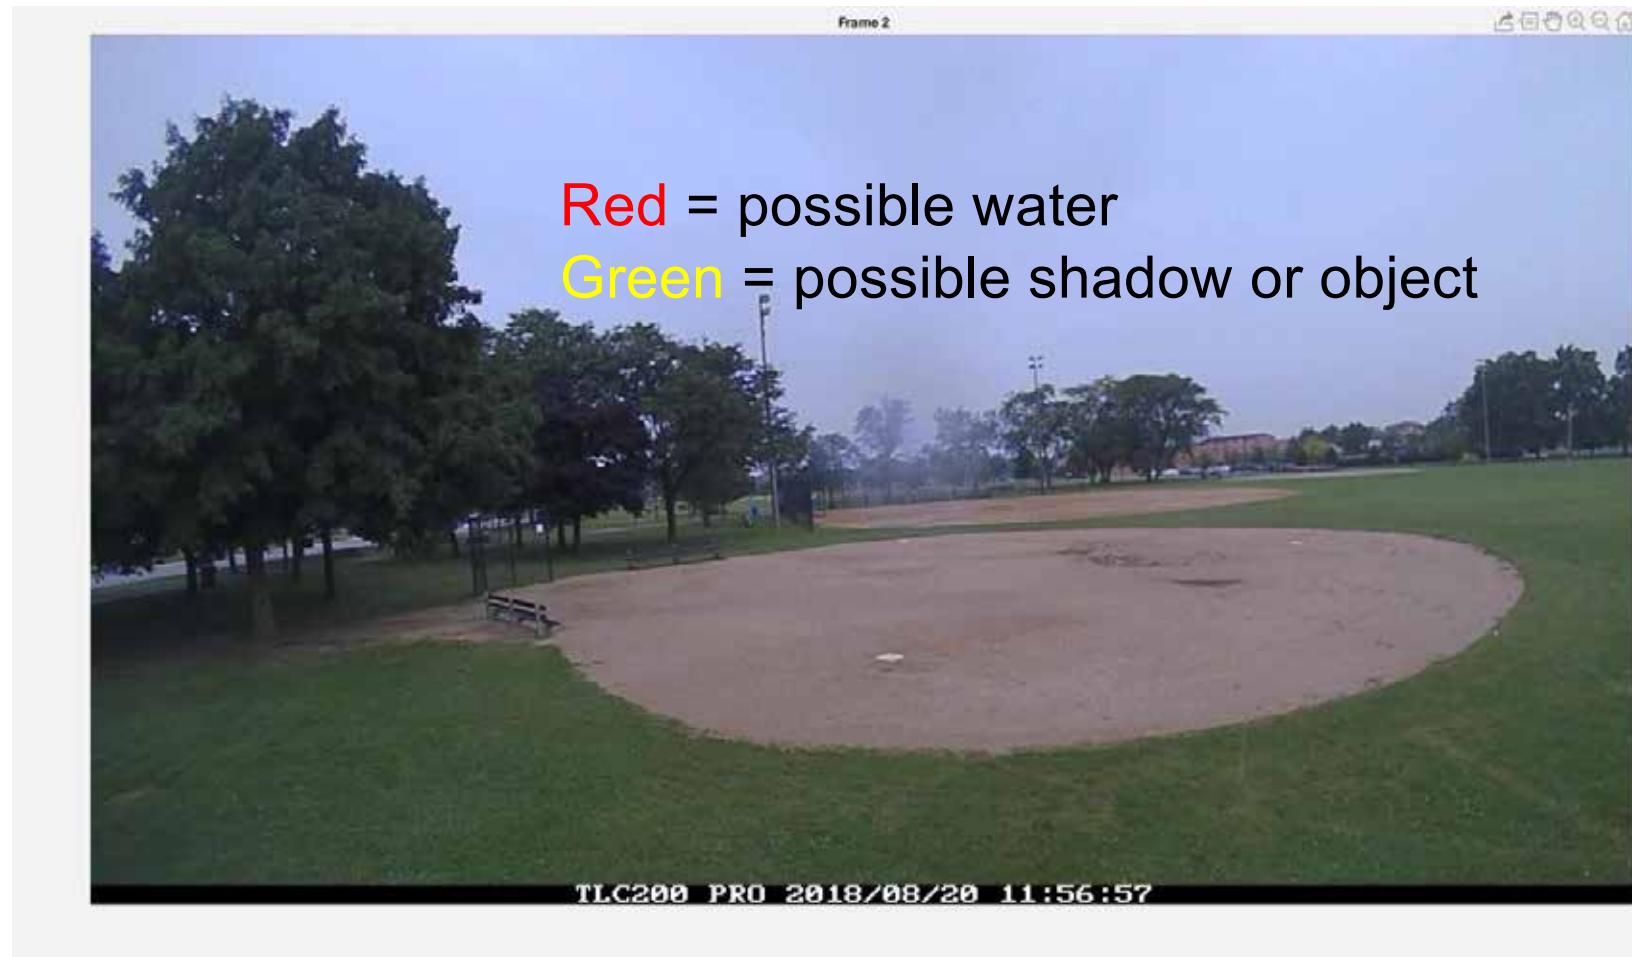 Frame 2
Red = possible water
Green = possible shadow or object
TLC200 PRO 2018/08/20 11:56:57